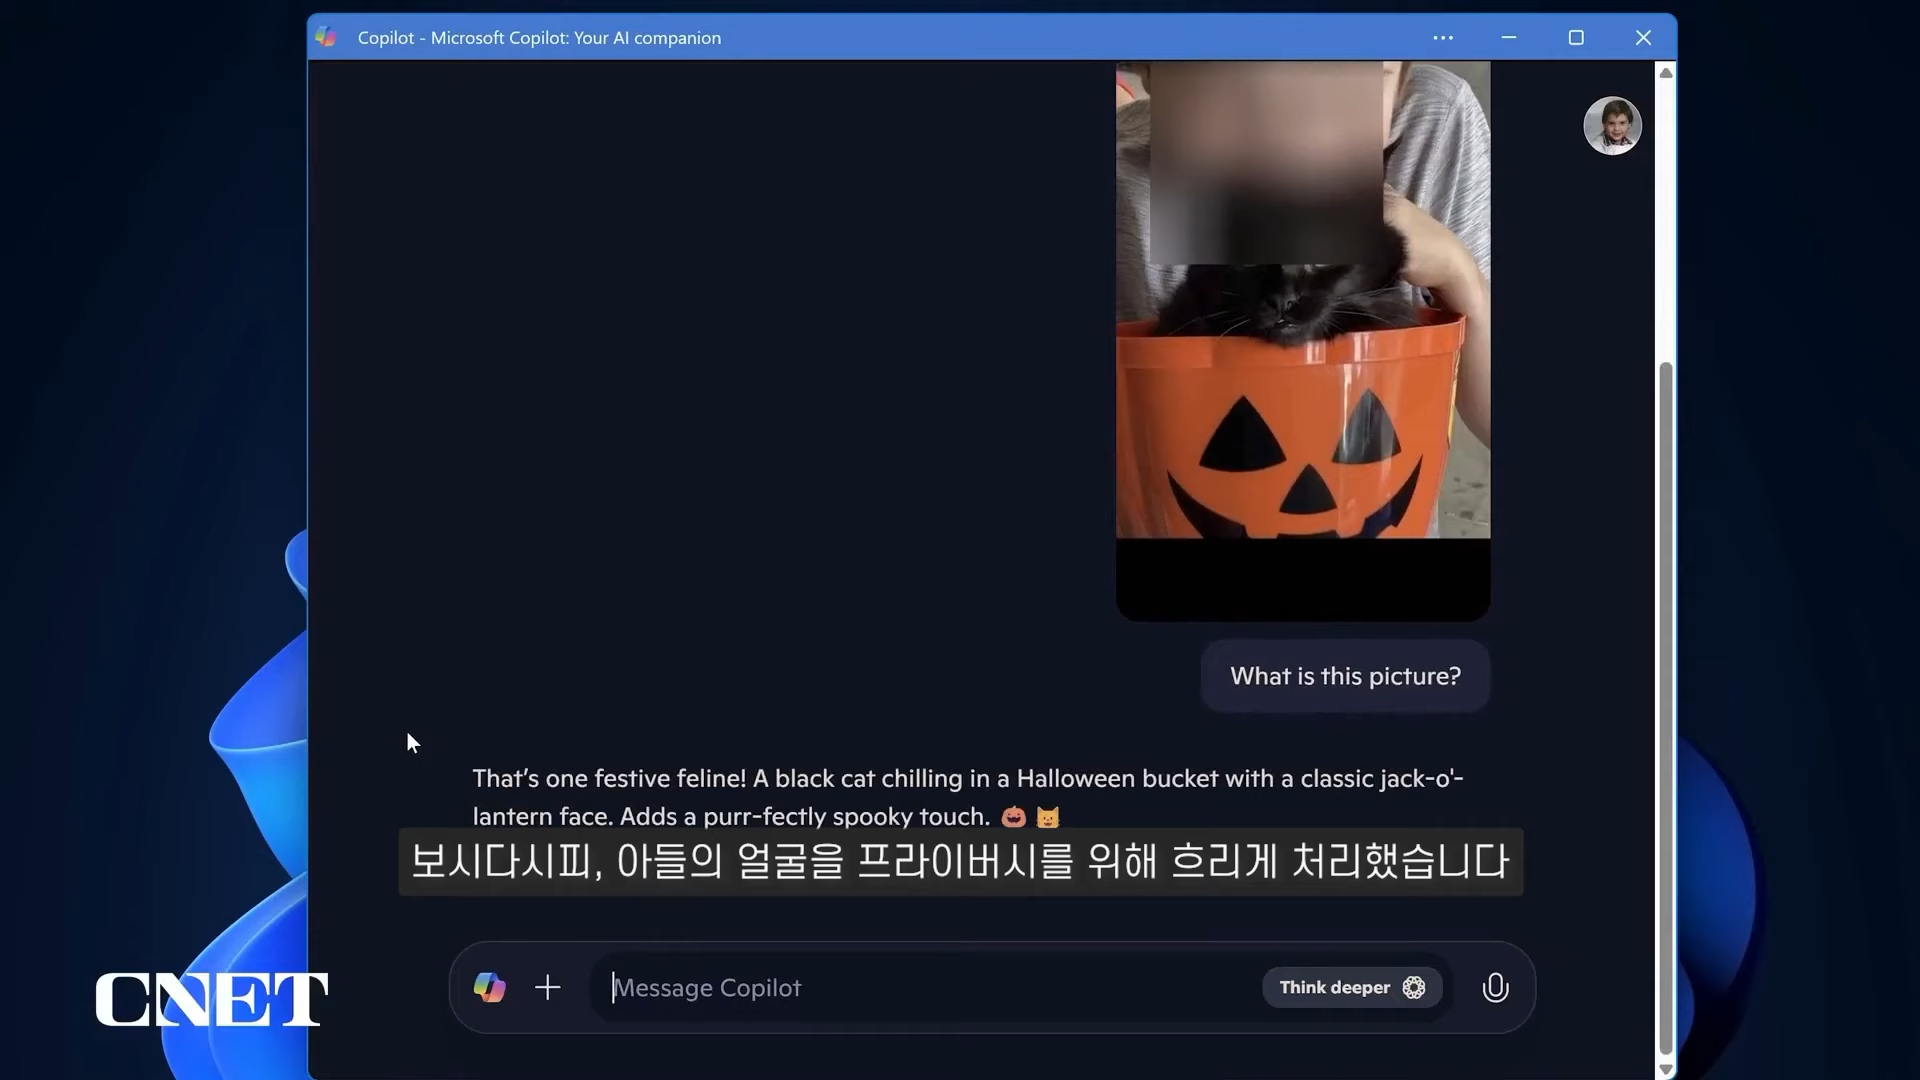 Copilot - Microsoft Copilot: Your AI companion
What is this picture?
That's one festive feline! A black cat chilling in a Halloween bucket with a classic jack-o'-
lantern face. Adds a purr-fectly spooky touch. 🎃 😺
보시다시피, 아들의 얼굴을 프라이버시를 위해 흐리게 처리했습니다
Message Copilot
Think deeper
CNET